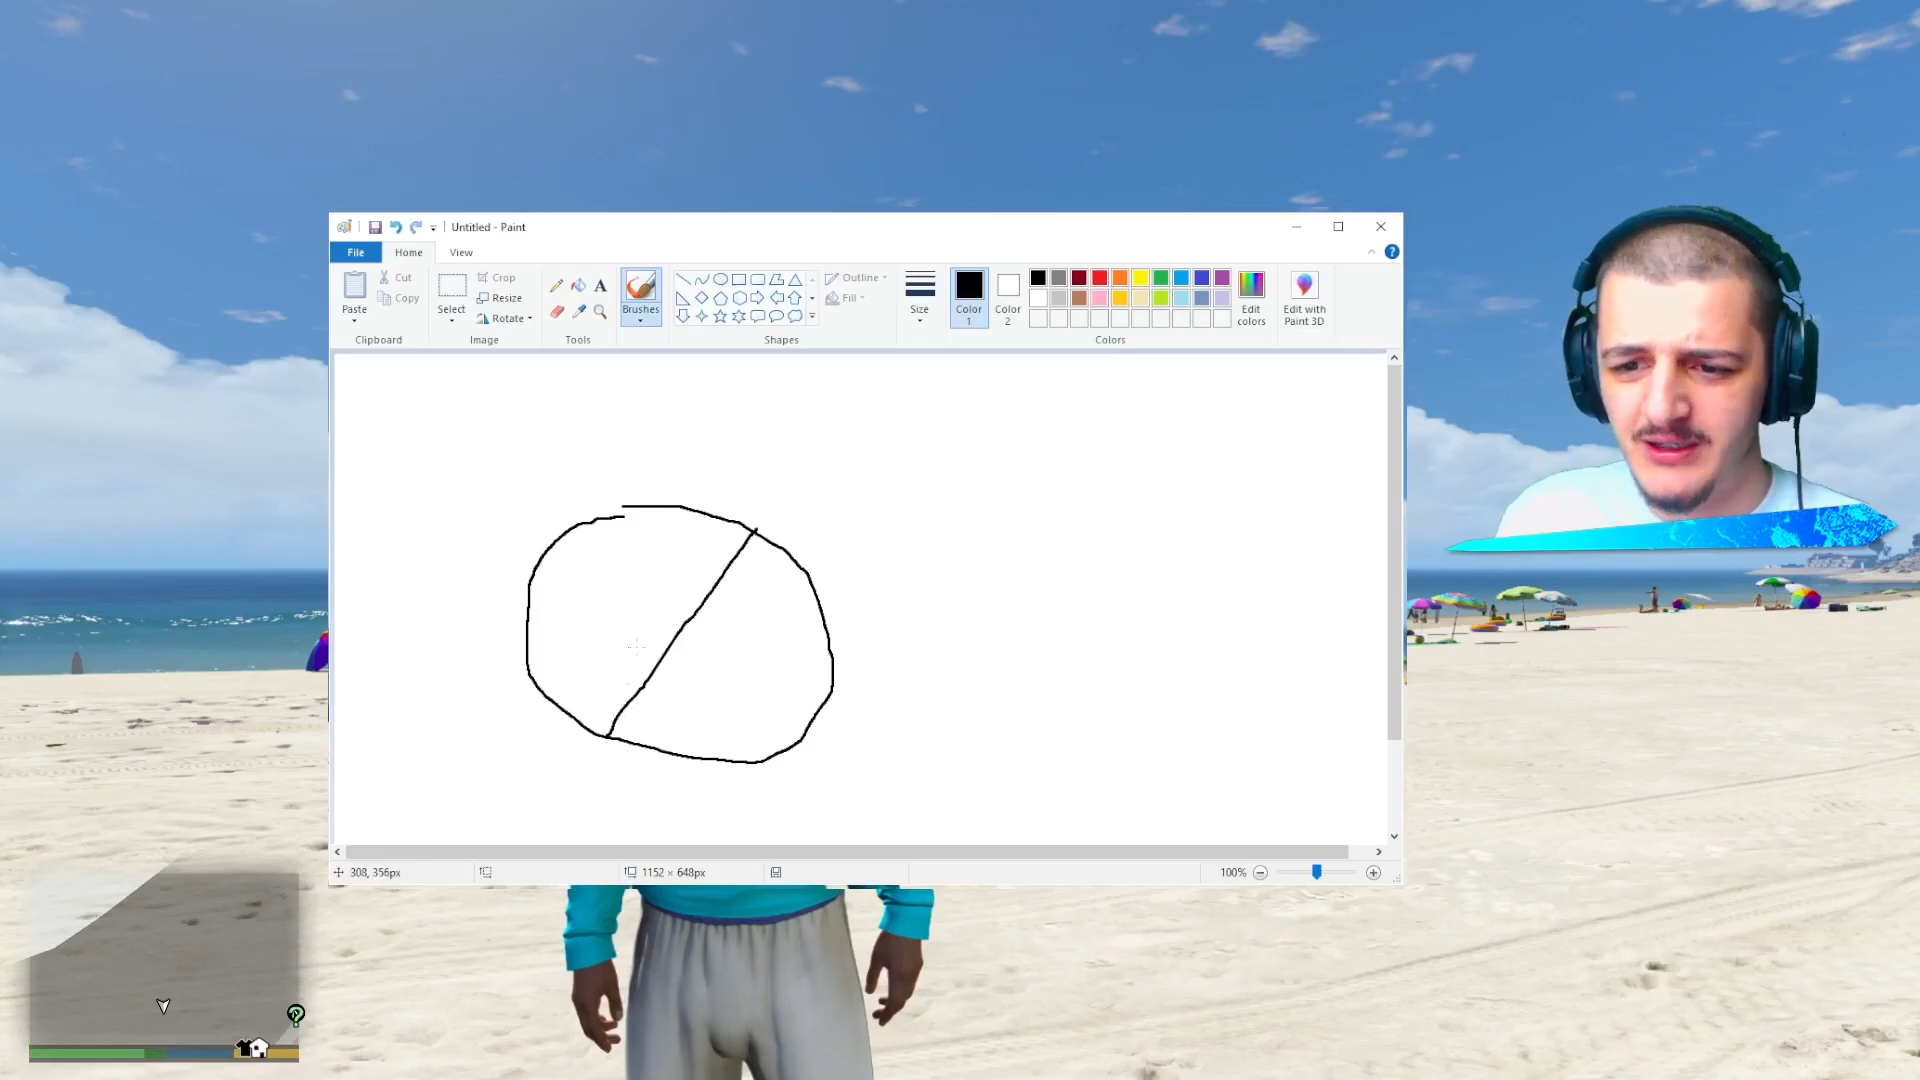 Untitled - Paint
File Home View
Paste
Cut
Copy
Clipboard
Select
Crop
Resize
Rotate
Image
A
Tools
Brushes
Shapes
Outline
Fill
Size
Color 1
Color 2
Edit colors
Colors
Edit with Paint 3D
308, 356px
1152 × 648px
100%